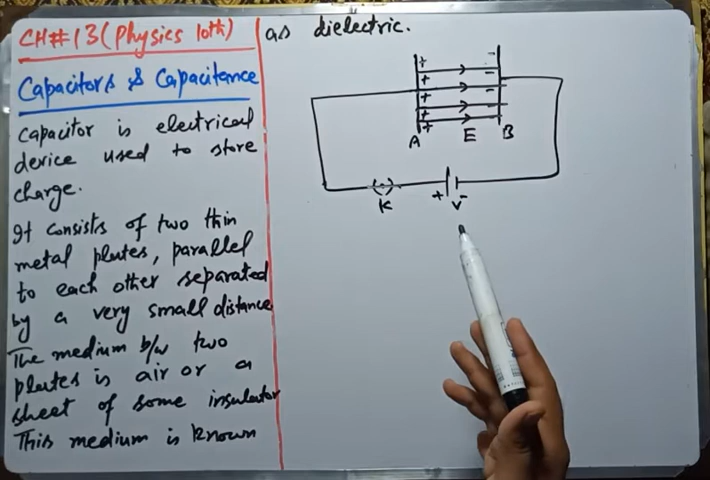 CH#13(Physics 10th)
Capacitors & Capacitance
Capacitor is electrical
device used to store
charge.
It consists of two thin
metal plates, parallel
to each other separated
by a very small distance
The medium b/w two
plates is air or a
sheet of some insulator
This medium is known
as dielectric.
+ -
+ -
+ -
+ -
+
A E B
K + V -